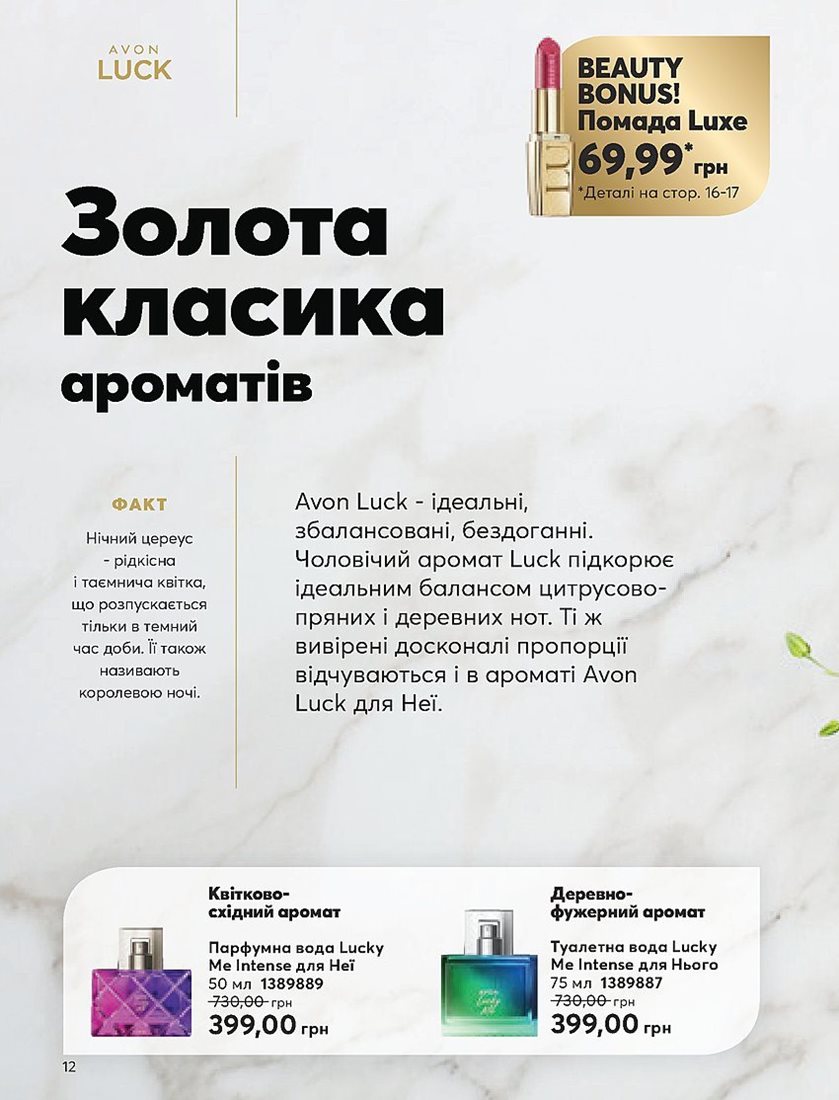 AVON
LUCK
BEAUTY
BONUS!
Помада Luxe
69,99* грн
*Деталі на стор. 16-17
Золота
класика
ароматів
ФАКТ
Нічний цереус
- рідкісна
і таємнича квітка,
що розпускається
тільки в темний
час доби. Її також
називають
королевою ночі.
Avon Luck - ідеальні,
збалансовані, бездоганні.
Чоловічий аромат Luck підкорює
ідеальним балансом цитрусово-
пряних і деревних нот. Ті ж
вивірені досконалі пропорції
відчуваються і в ароматі Avon
Luck для Неї.
Квітково-
східний аромат
Парфумна вода Lucky
Me Intense для Неї
50 мл 1389889
730,00 грн
399,00 грн
Деревно-
фужерний аромат
Туалетна вода Lucky
Me Intense для Нього
75 мл 1389887
730,00 грн
399,00 грн
avon
Lucky
Me
LU
12